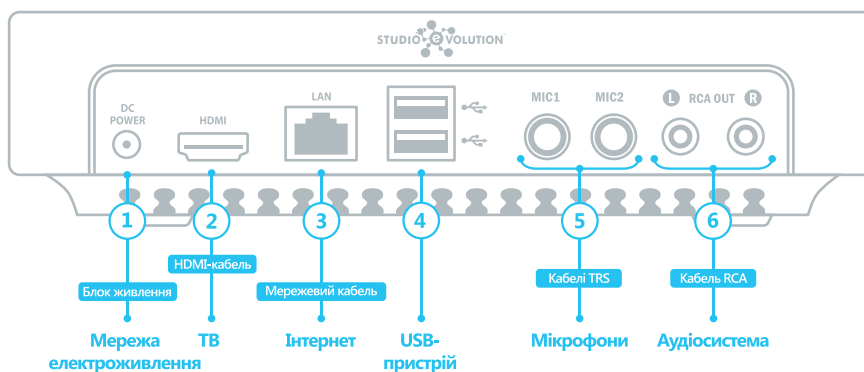 STUDIO EVOLUTION
DC
POWER
HDMI
LAN
MIC1
MIC2
L RCA OUT R
1
2
3
4
5
6
HDMI-кабель
Блок живлення
Мережевий кабель
Кабелі TRS
Кабель RCA
Мережа
електроживлення
ТВ
Інтернет
USB-
пристрій
Мікрофони
Аудіосистема